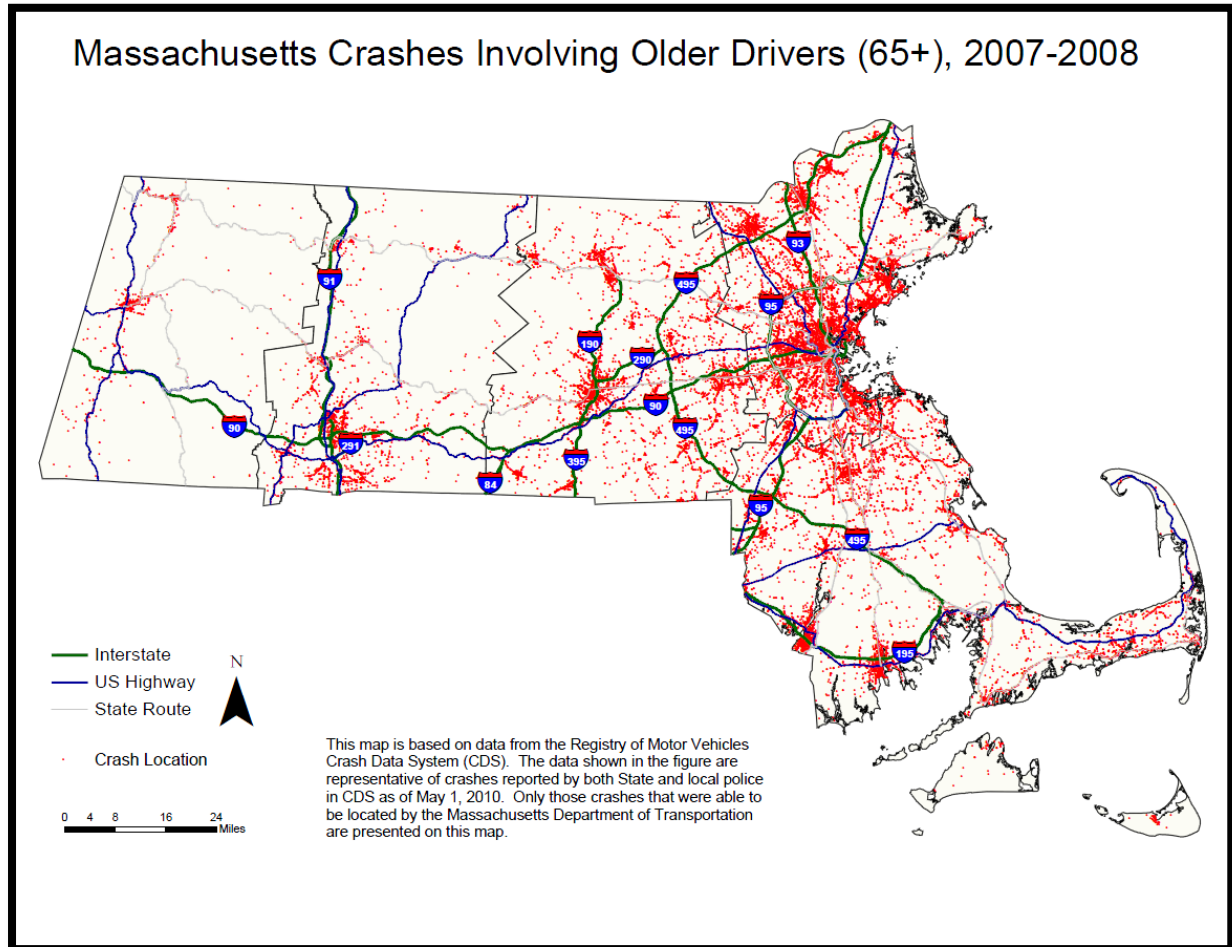 Massachusetts Crashes Involving Older Drivers (65+), 2007-2008
93
91
495
95
190
290
90
90
291
495
395
84
95
495
195
Interstate
US Highway
State Route
Crash Location
N
0 4 8 16 24
Miles
This map is based on data from the Registry of Motor Vehicles
Crash Data System (CDS). The data shown in the figure are
representative of crashes reported by both State and local police
in CDS as of May 1, 2010. Only those crashes that were able to
be located by the Massachusetts Department of Transportation
are presented on this map.